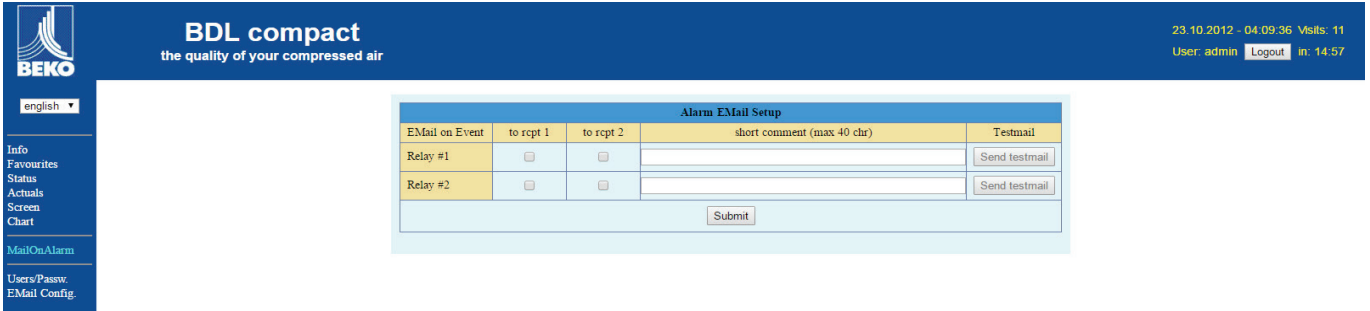 BEKO
BDL compact
the quality of your compressed air
23.10.2012 - 04:09:36 Visits: 11
User: admin Logout in: 14:57
english
Info
Favourites
Status
Actuals
Screen
Chart
MailOnAlarm
Users/Passw.
EMail Config.
Alarm EMail Setup
EMail on Event to rcpt 1 to rcpt 2 short comment (max 40 chr) Testmail
Relay #1 Send testmail
Relay #2 Send testmail
Submit